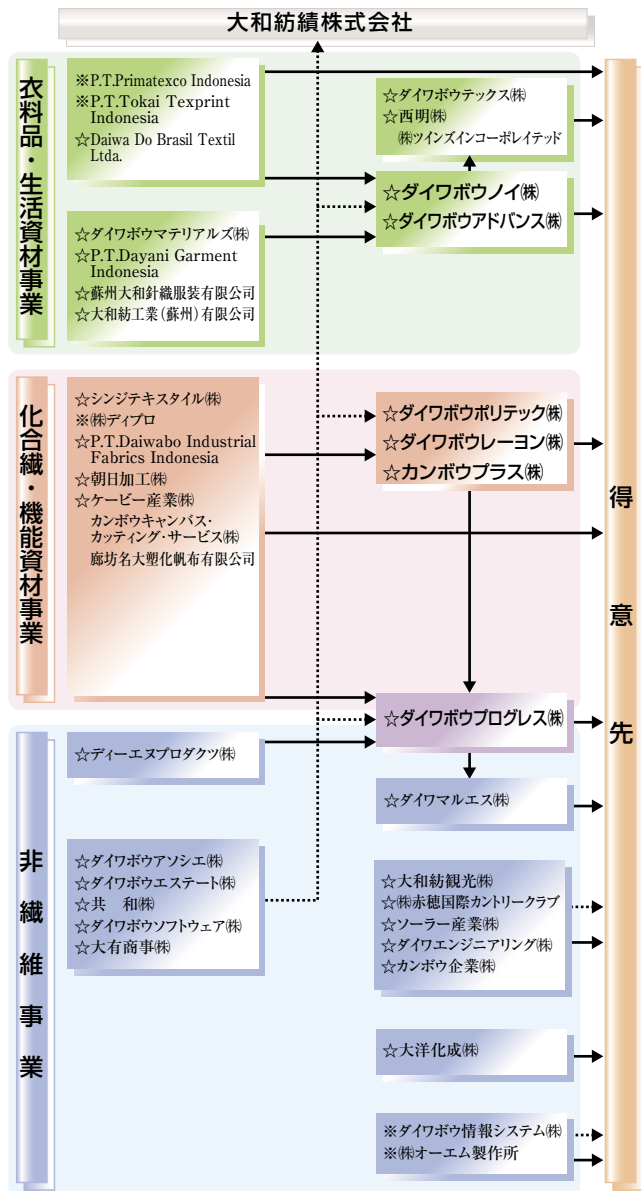 大和紡績株式会社
衣料品・生活資材事業
※P.T.Primatexco Indonesia
※P.T.Tokai Texprint
Indonesia
☆Daiwa Do Brasil Textil
Ltda.
☆ダイワボウテックス㈱
☆西明㈱
㈱ツインズインコーポレイテッド
☆ダイワボウノイ㈱
☆ダイワボウアドバンス㈱
☆ダイワボウマテリアルズ㈱
☆P.T.Dayani Garment
Indonesia
☆蘇州大和針織服装有限公司
☆大和紡工業(蘇州)有限公司
化合繊・機能資材事業
☆シンジテキスタイル㈱
※㈱ディプロ
☆P.T.Daiwabo Industrial
Fabrics Indonesia
☆朝日加工㈱
☆ケービー産業㈱
カンボウキャンバス・
カッティング・サービス㈱
廊坊名大塑化帆布有限公司
☆ダイワボウポリテック㈱
☆ダイワボウレーヨン㈱
☆カンボウプラス㈱
☆ダイワボウプログレス㈱
非繊維事業
☆ディーエヌプロダクツ㈱
☆ダイワマルエス㈱
☆ダイワボウアソシエ㈱
☆ダイワボウエステート㈱
☆共　和㈱
☆ダイワボウソフトウェア㈱
☆大有商事㈱
☆大和紡観光㈱
☆㈱赤穂国際カントリークラブ
☆ソーラー産業㈱
☆ダイワエンジニアリング㈱
☆カンボウ企業㈱
☆大洋化成㈱
※ダイワボウ情報システム㈱
※㈱オーエム製作所
得意先